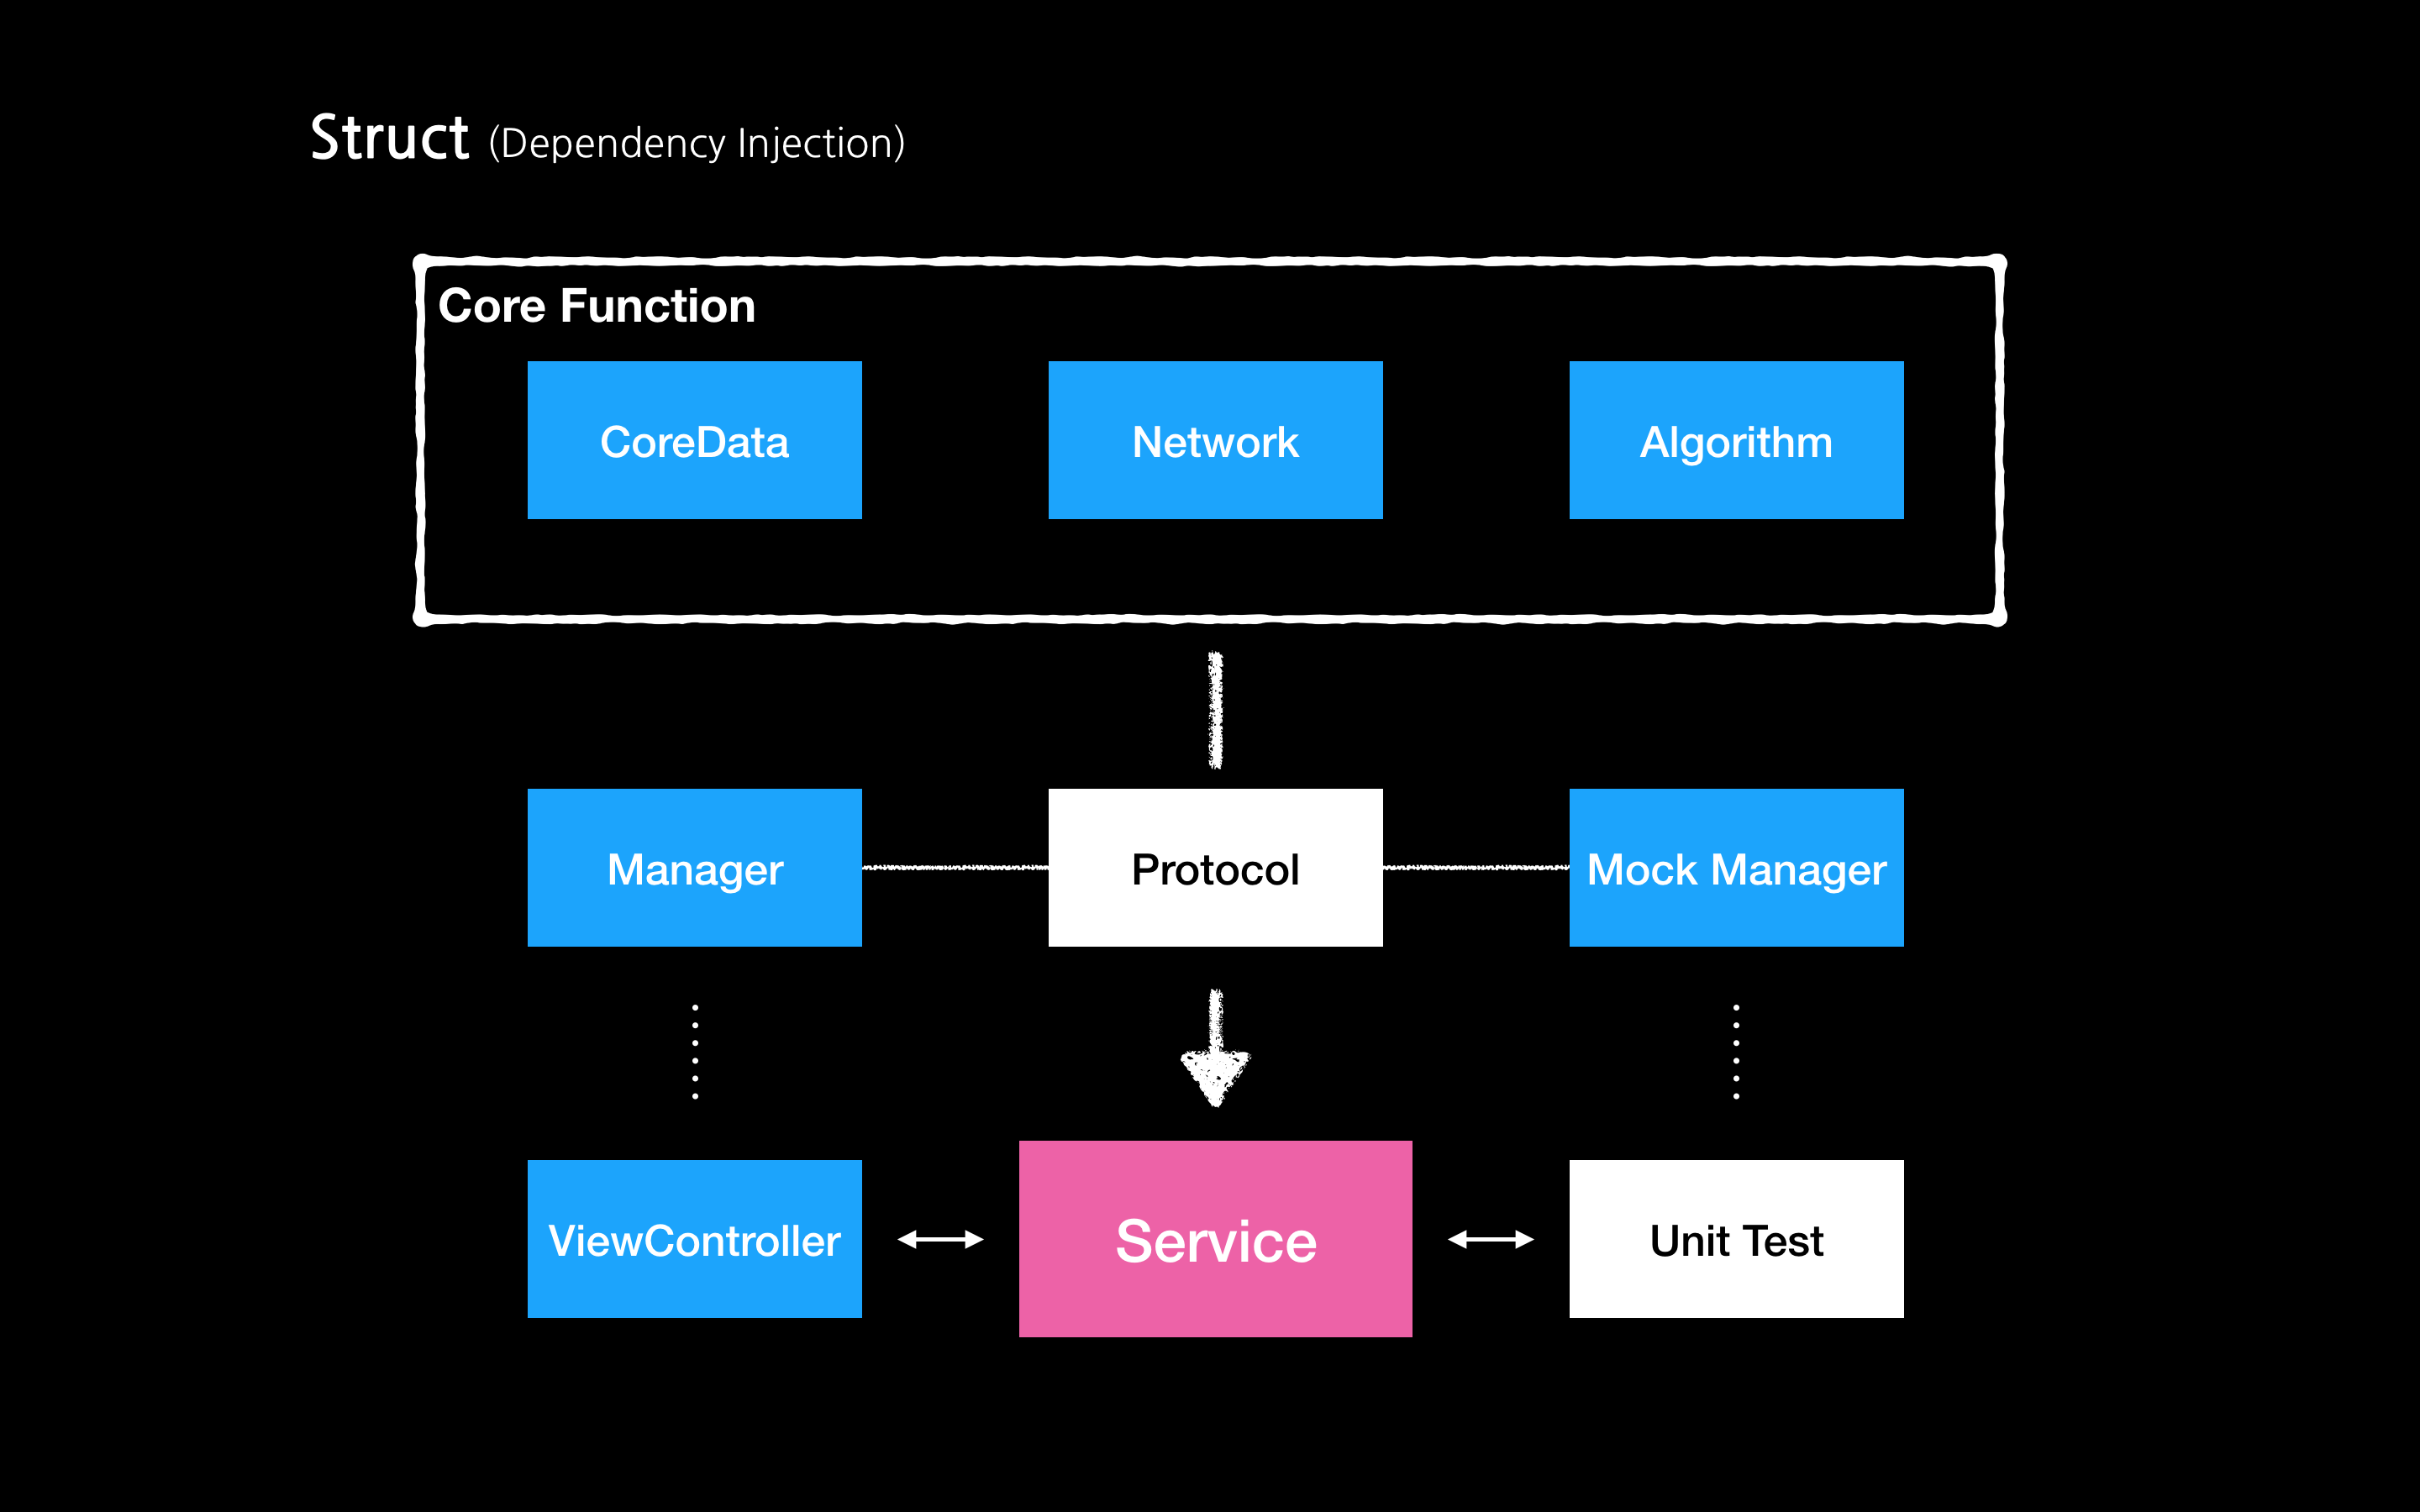 Struct (Dependency Injection)
Core Function
CoreData
Network
Algorithm
Manager
Protocol
Mock Manager
ViewController
Service
Unit Test